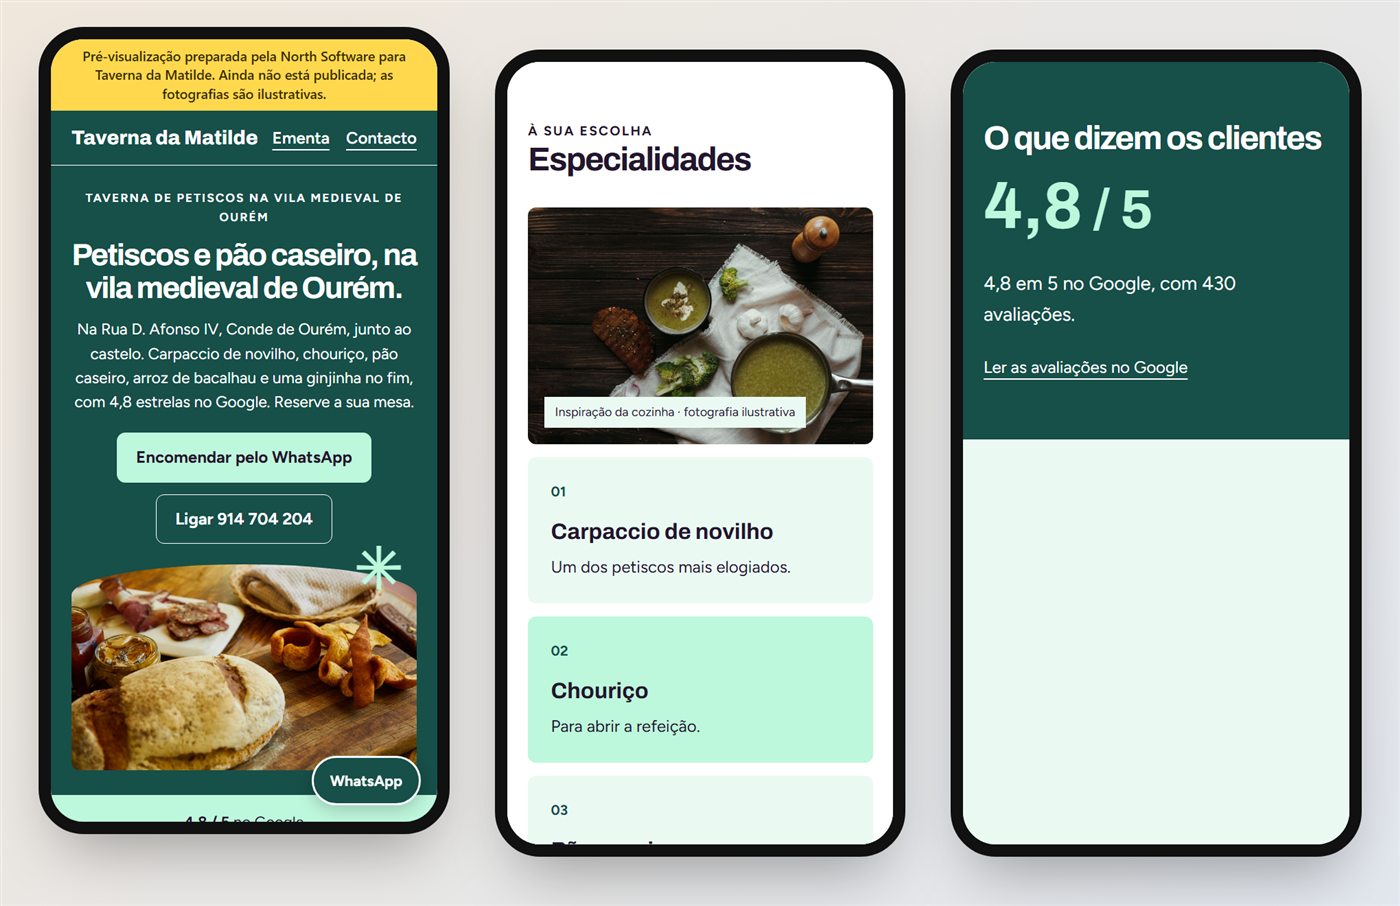 Pré-visualização preparada pela North Software para
Taverna da Matilde. Ainda não está publicada; as
fotografias são ilustrativas.
Taverna da Matilde Ementa Contacto
TAVERNA DE PETISCOS NA VILA MEDIEVAL DE
OURÉM
Petiscos e pão caseiro, na
vila medieval de Ourém.
Na Rua D. Afonso IV, Conde de Ourém, junto ao
castelo. Carpaccio de novilho, chouriço, pão
caseiro, arroz de bacalhau e uma ginjinha no fim,
com 4,8 estrelas no Google. Reserve a sua mesa.
Encomendar pelo WhatsApp
Ligar 914 704 204
WhatsApp
4,8 / 5 no Google
À SUA ESCOLHA
Especialidades
Inspiração da cozinha · fotografia ilustrativa
01
Carpaccio de novilho
Um dos petiscos mais elogiados.
02
Chouriço
Para abrir a refeição.
03
O que dizem os clientes
4,8 / 5
4,8 em 5 no Google, com 430
avaliações.
Ler as avaliações no Google